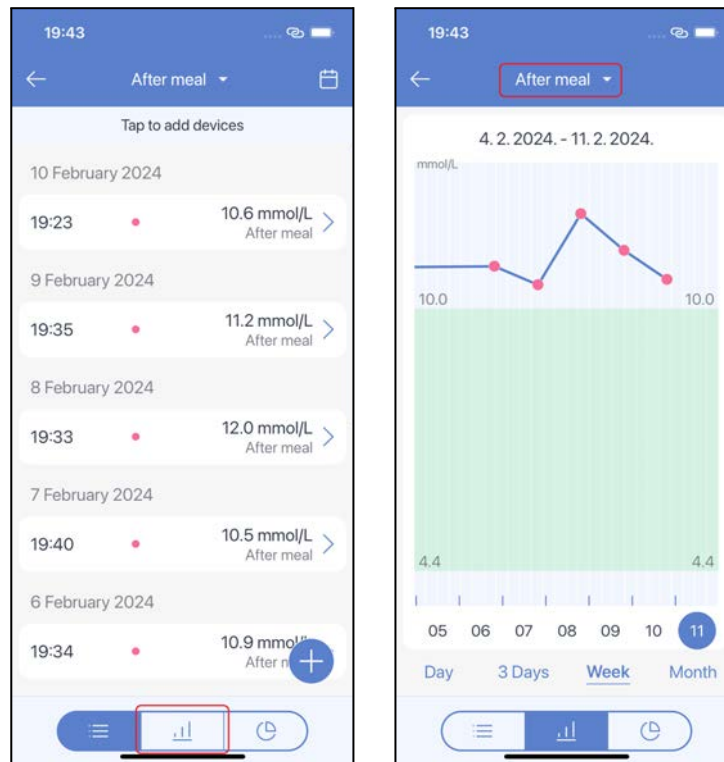 19:43
After meal
Tap to add devices
10 February 2024
19:23
10.6 mmol/L
After meal
9 February 2024
19:35
11.2 mmol/L
After meal
8 February 2024
19:33
12.0 mmol/L
After meal
7 February 2024
19:40
10.5 mmol/L
After meal
6 February 2024
19:34
10.9
After
19:43
After meal
4. 2. 2024. - 11. 2. 2024.
mmol/L
10.0 10.0
4.4 4.4
05 06 07 08 09 10 11
Day 3 Days Week Month